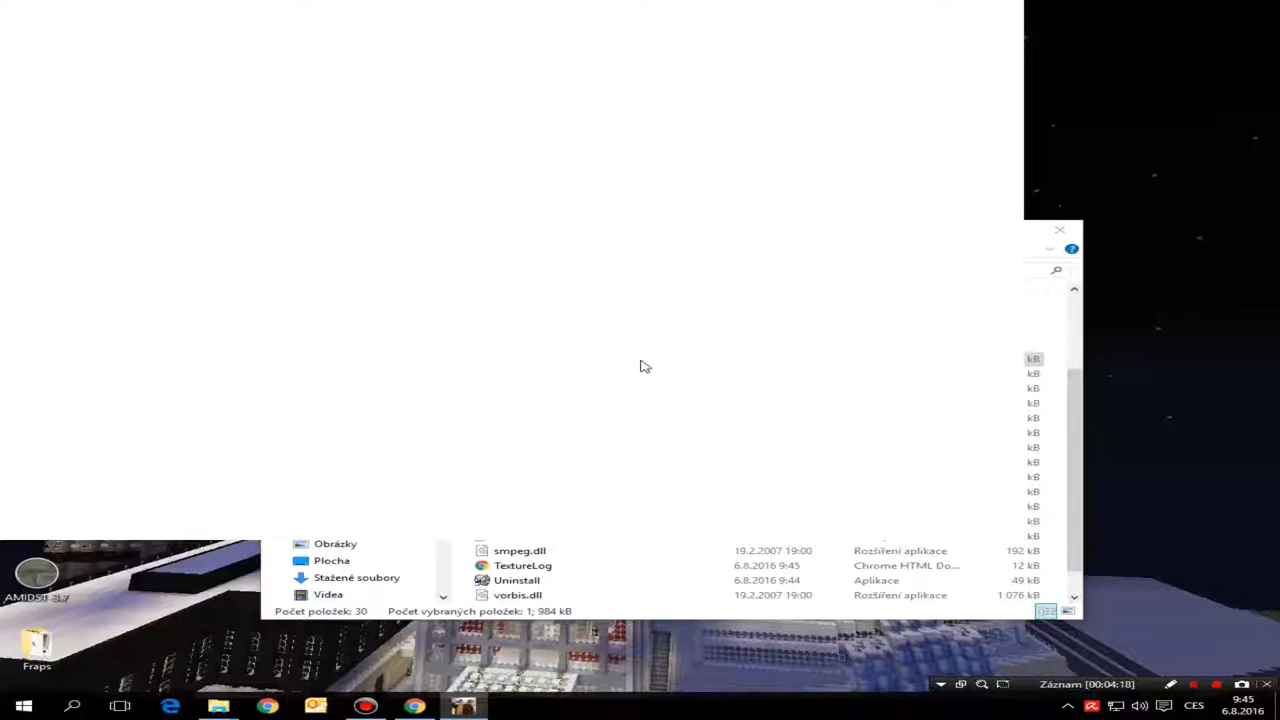 kB
kB
kB
kB
kB
kB
kB
kB
kB
kB
kB
kB
kB
Obrázky
smpeg.dll 19.2.2007 19:00 Rozšíření aplikace 192 kB
Plocha
TextureLog 6.8.2016 9:45 Chrome HTML Do... 12 kB
Stažené soubory
Uninstall 6.8.2016 9:44 Aplikace 49 kB
Videa
vorbis.dll 19.2.2007 19:00 Rozšíření aplikace 1 076 kB
Počet položek: 30 Počet vybraných položek: 1; 984 kB
AMIDST 3.7
Fraps
Záznam [00:04:18]
CES
9:45
6.8.2016